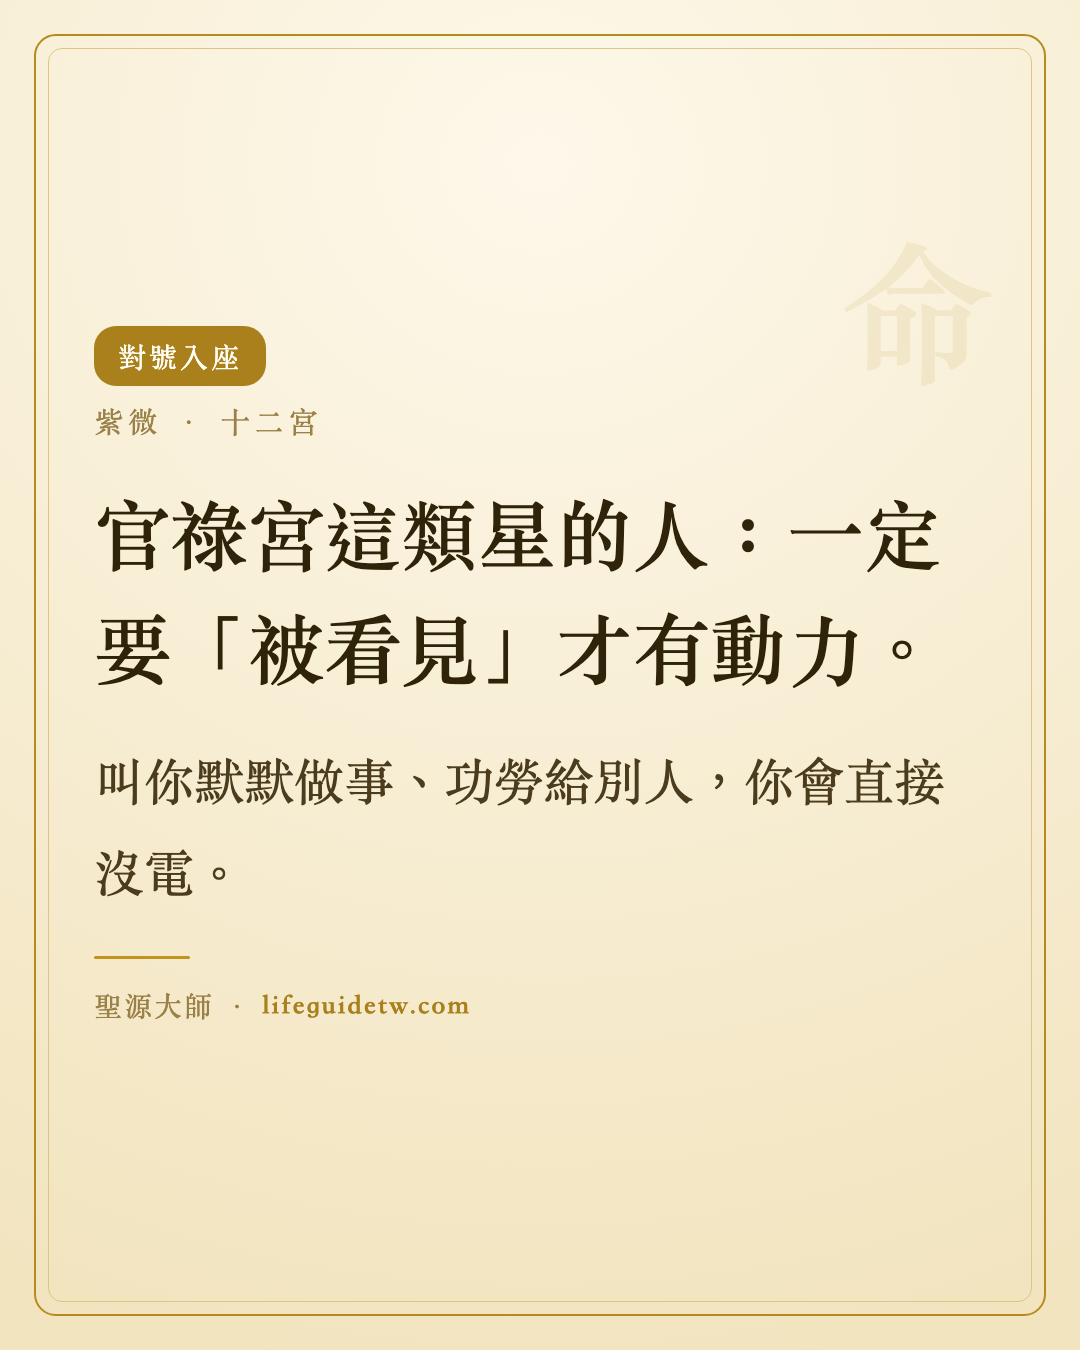 命
對號入座
紫微 · 十二宮
官祿宮這類星的人：一定
要「被看見」才有動力。
叫你默默做事、功勞給別人，你會直接
沒電。
聖源大師 · lifeguidetw.com